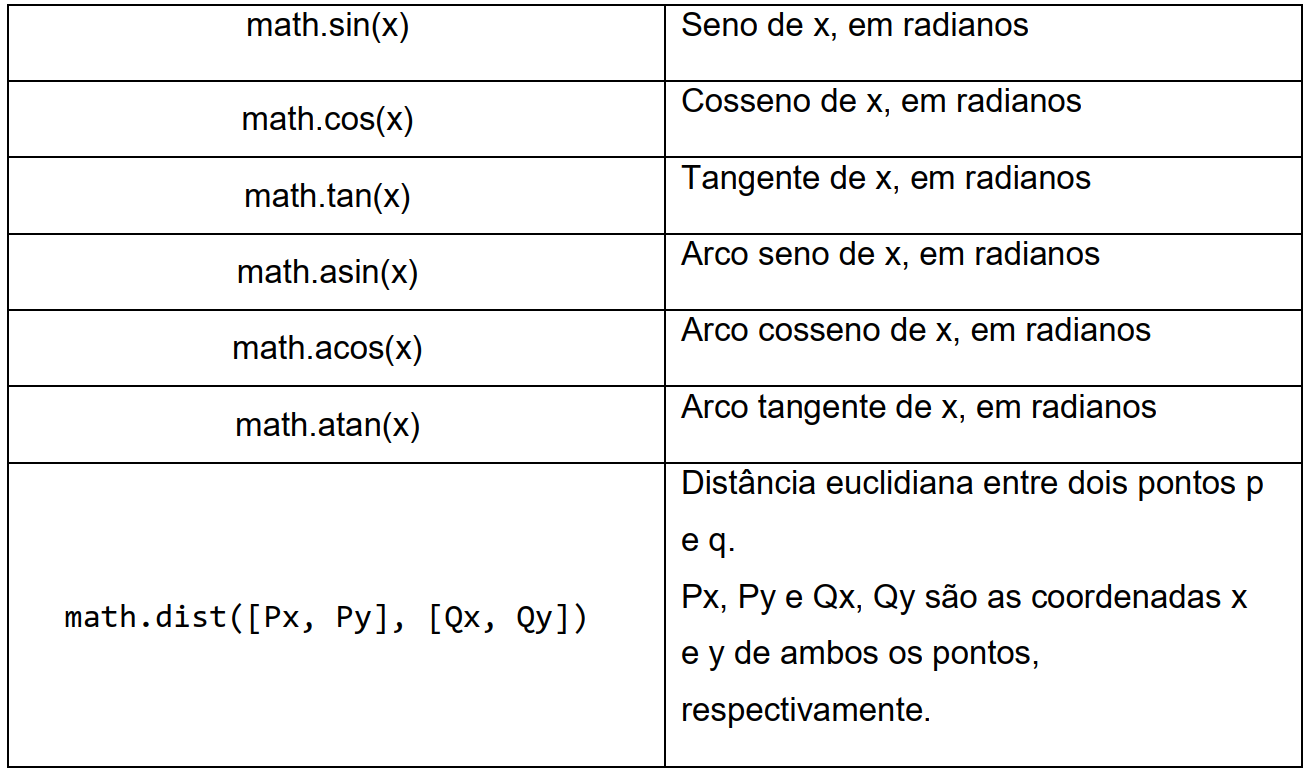 math.sin(x)
Seno de x, em radianos
math.cos(x)
Cosseno de x, em radianos
math.tan(x)
Tangente de x, em radianos
math.asin(x)
Arco seno de x, em radianos
math.acos(x)
Arco cosseno de x, em radianos
math.atan(x)
Arco tangente de x, em radianos
math.dist([Px, Py], [Qx, Qy])
Distância euclidiana entre dois pontos p
e q.
Px, Py e Qx, Qy são as coordenadas x
e y de ambos os pontos,
respectivamente.